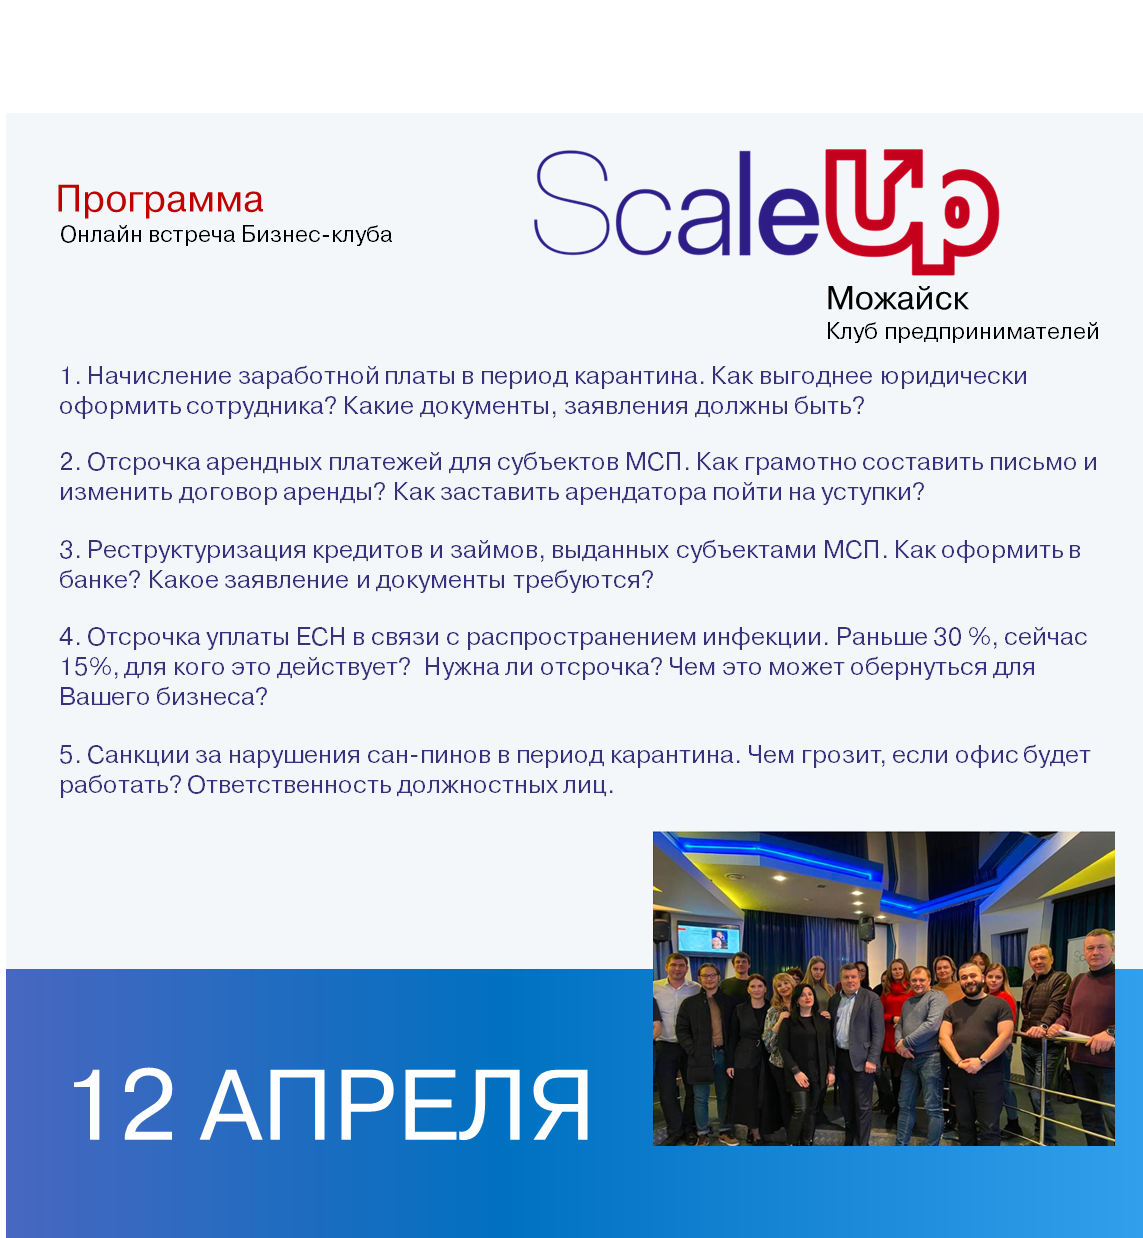 Программа
Онлайн встреча Бизнес-клуба
ScaleUp
Можайск
Клуб предпринимателей
1. Начисление заработной платы в период карантина. Как выгоднее юридически
оформить сотрудника? Какие документы, заявления должны быть?
2. Отсрочка арендных платежей для субъектов МСП. Как грамотно составить письмо и
изменить договор аренды? Как заставить арендатора пойти на уступки?
3. Реструктуризация кредитов и займов, выданных субъектами МСП. Как оформить в
банке? Какое заявление и документы требуются?
4. Отсрочка уплаты ЕСН в связи с распространением инфекции. Раньше 30 %, сейчас
15%, для кого это действует?  Нужна ли отсрочка? Чем это может обернуться для
Вашего бизнеса?
5. Санкции за нарушения сан-пинов в период карантина. Чем грозит, если офис будет
работать? Ответственность должностных лиц.
12 АПРЕЛЯ